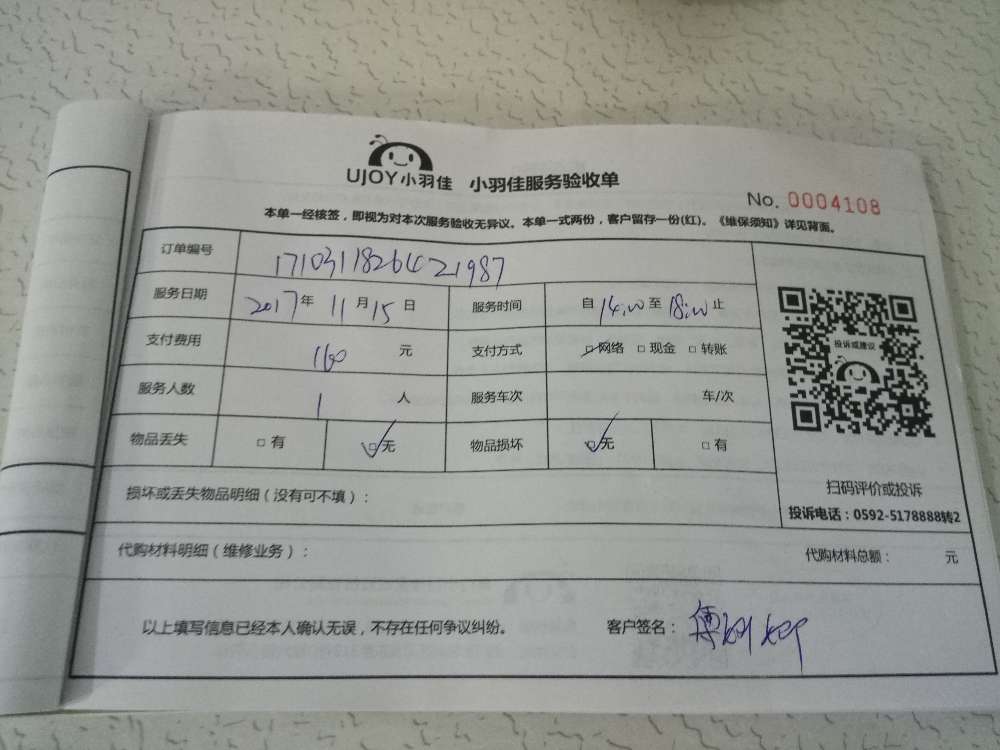 UJOY小羽佳 小羽佳服务验收单
No. 0004108
本单一经核签，即视为对本次服务验收无异议。本单一式两份，客户留存一份(红)。《维保须知》详见背面。
订单编号 1710311826421987
服务日期 2017年11月15日 服务时间 自14:00至18:00止
支付费用 160元 支付方式 □网络 □现金 □转账
服务人数 1人 服务车次 车/次
物品丢失 □有 □无 物品损坏 □无 □有
投诉或建议
扫码评价或投诉
投诉电话：0592-5178888转2
损坏或丢失物品明细（没有可不填）：
代购材料明细（维修业务）： 代购材料总额： 元
以上填写信息已经本人确认无误，不存在任何争议纠纷。 客户签名：傅